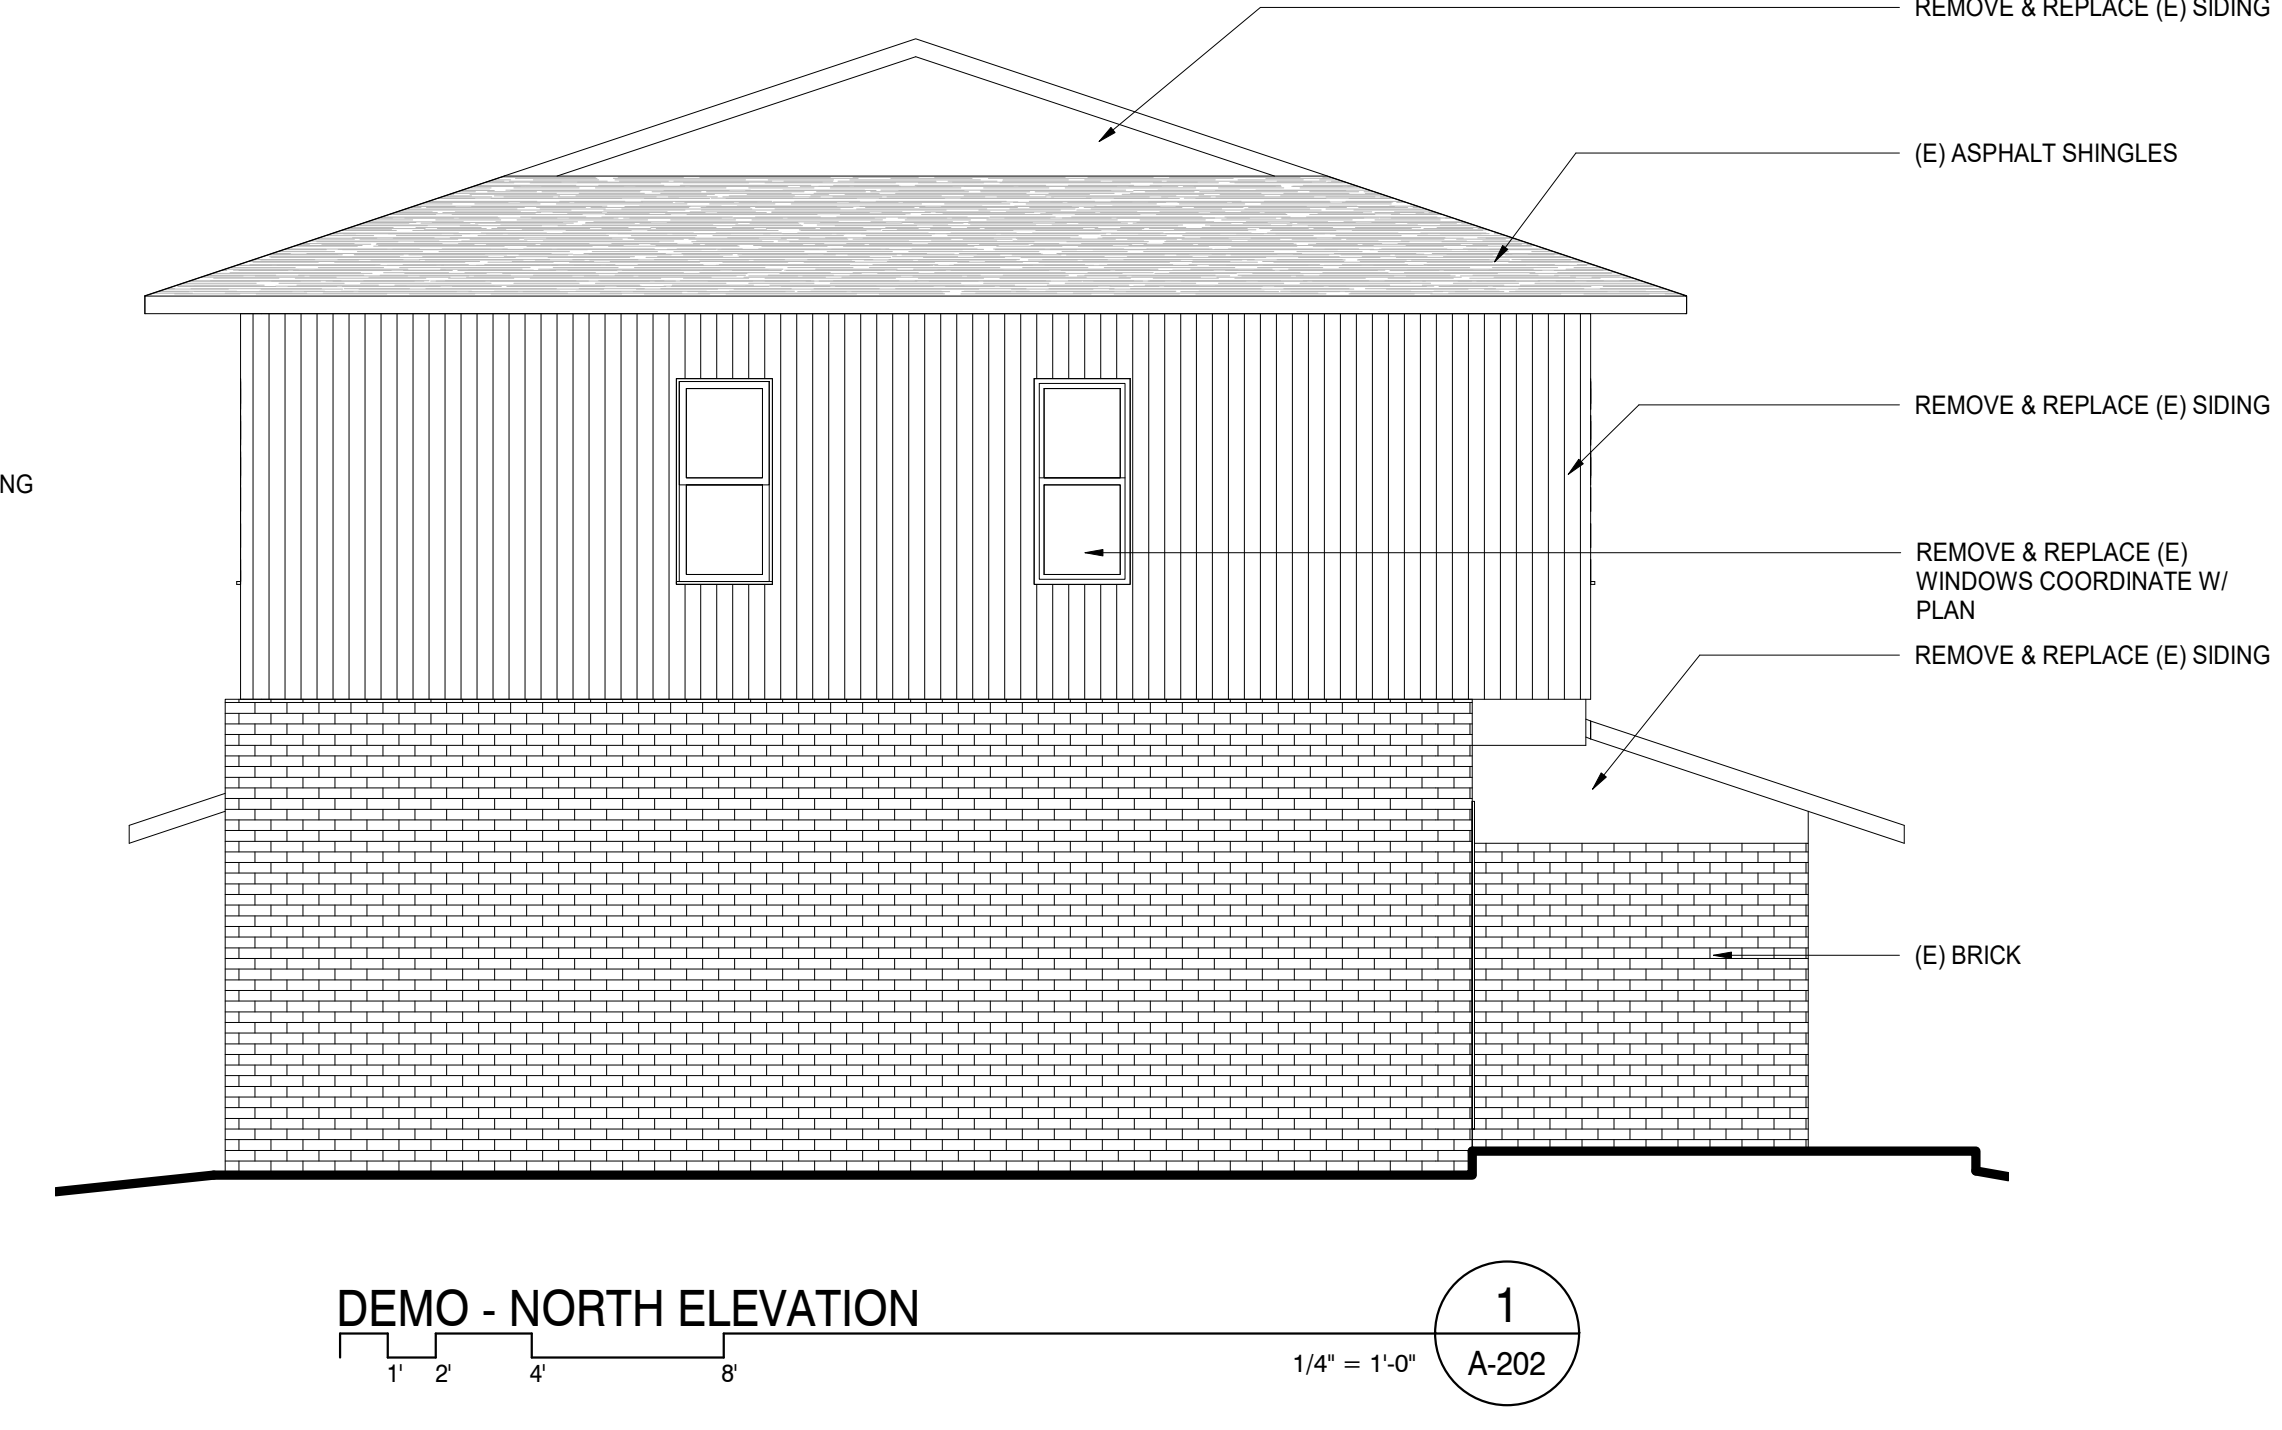 REMOVE & REPLACE (E) SIDING
(E) ASPHALT SHINGLES
REMOVE & REPLACE (E) SIDING
NG
REMOVE & REPLACE (E)
WINDOWS COORDINATE W/
PLAN
REMOVE & REPLACE (E) SIDING
(E) BRICK
DEMO - NORTH ELEVATION
1' 2' 4' 8'
1/4" = 1'-0"
1
A-202